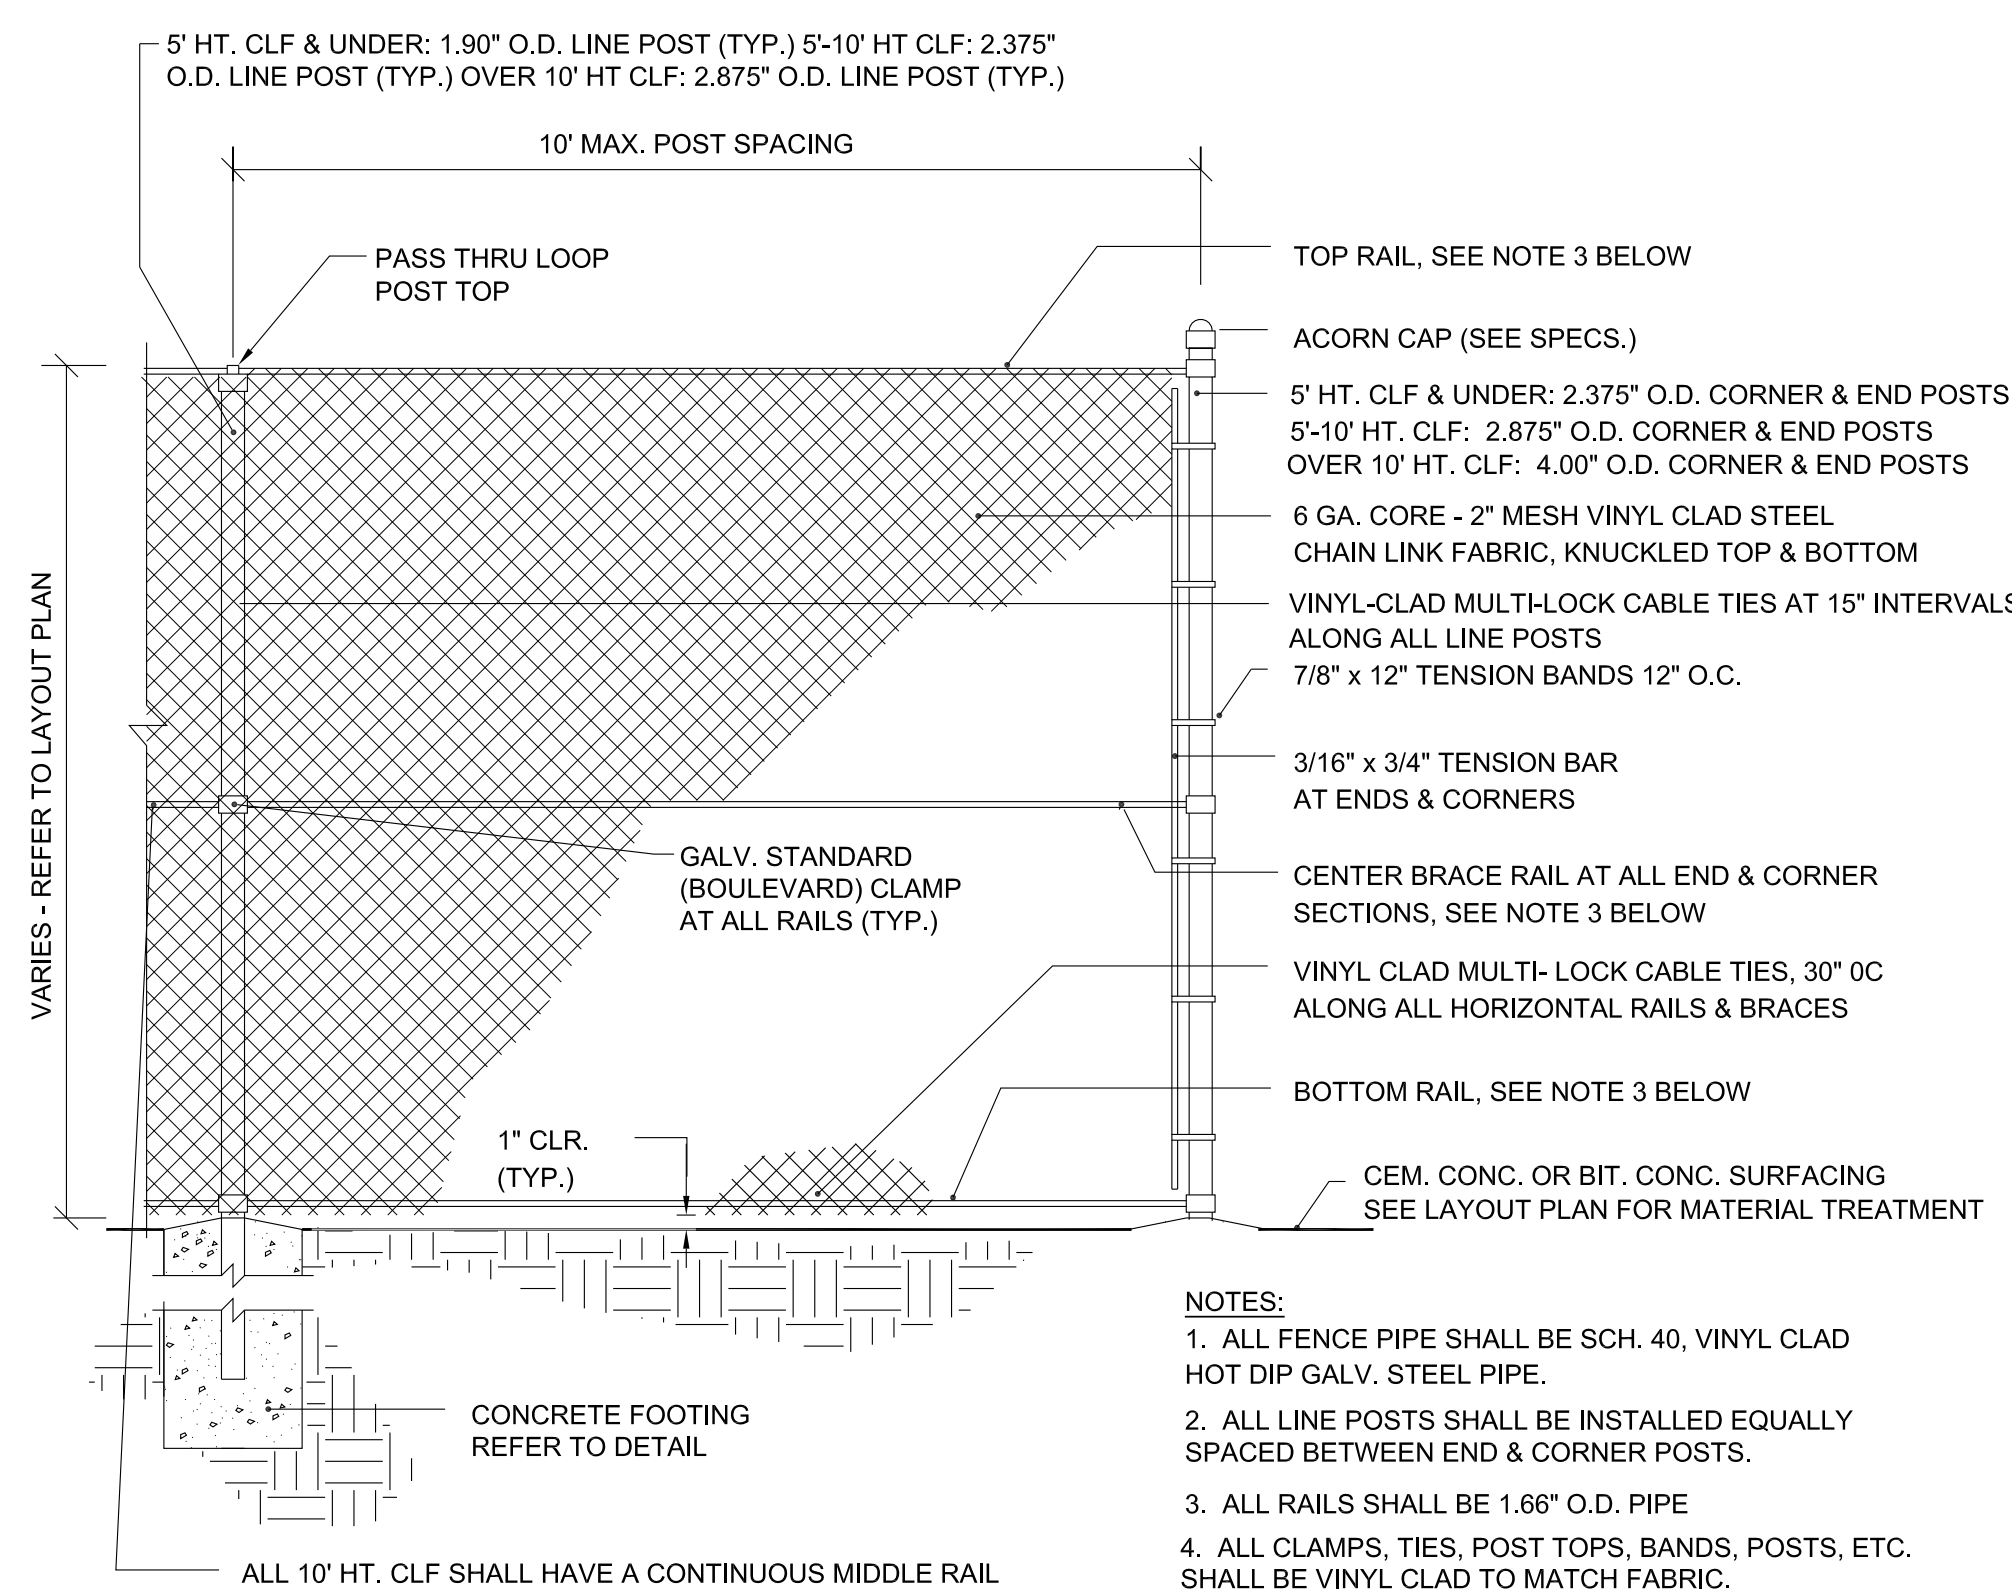 5' HT. CLF & UNDER: 1.90" O.D. LINE POST (TYP.) 5'-10' HT CLF: 2.375"
O.D. LINE POST (TYP.) OVER 10' HT CLF: 2.875" O.D. LINE POST (TYP.)
10' MAX. POST SPACING
PASS THRU LOOP
POST TOP
TOP RAIL, SEE NOTE 3 BELOW
ACORN CAP (SEE SPECS.)
5' HT. CLF & UNDER: 2.375" O.D. CORNER & END POSTS
5'-10' HT. CLF: 2.875" O.D. CORNER & END POSTS
OVER 10' HT. CLF: 4.00" O.D. CORNER & END POSTS
6 GA. CORE - 2" MESH VINYL CLAD STEEL
CHAIN LINK FABRIC, KNUCKLED TOP & BOTTOM
VINYL-CLAD MULTI-LOCK CABLE TIES AT 15" INTERVALS
ALONG ALL LINE POSTS
7/8" x 12" TENSION BANDS 12" O.C.
VARIES - REFER TO LAYOUT PLAN
3/16" x 3/4" TENSION BAR
AT ENDS & CORNERS
GALV. STANDARD
(BOULEVARD) CLAMP
AT ALL RAILS (TYP.)
CENTER BRACE RAIL AT ALL END & CORNER
SECTIONS, SEE NOTE 3 BELOW
VINYL CLAD MULTI- LOCK CABLE TIES, 30" 0C
ALONG ALL HORIZONTAL RAILS & BRACES
BOTTOM RAIL, SEE NOTE 3 BELOW
1" CLR.
(TYP.)
CEM. CONC. OR BIT. CONC. SURFACING
SEE LAYOUT PLAN FOR MATERIAL TREATMENT
CONCRETE FOOTING
REFER TO DETAIL
ALL 10' HT. CLF SHALL HAVE A CONTINUOUS MIDDLE RAIL
NOTES:
1. ALL FENCE PIPE SHALL BE SCH. 40, VINYL CLAD
HOT DIP GALV. STEEL PIPE.
2. ALL LINE POSTS SHALL BE INSTALLED EQUALLY
SPACED BETWEEN END & CORNER POSTS.
3. ALL RAILS SHALL BE 1.66" O.D. PIPE
4. ALL CLAMPS, TIES, POST TOPS, BANDS, POSTS, ETC.
SHALL BE VINYL CLAD TO MATCH FABRIC.